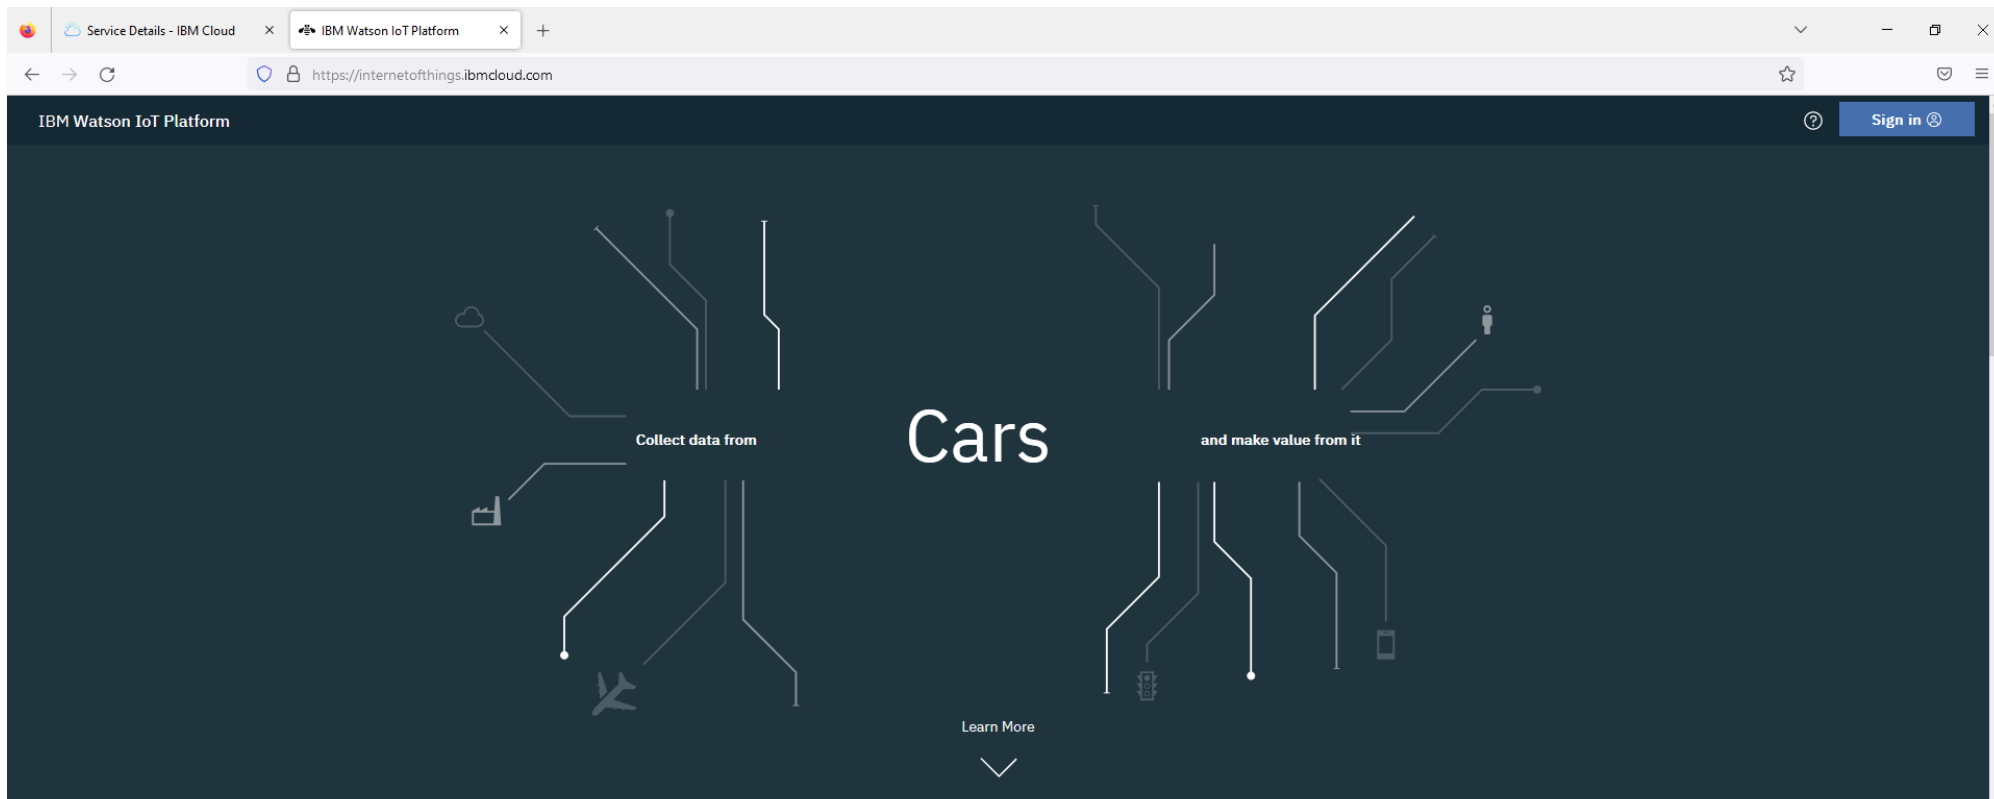 Service Details - IBM Cloud
IBM Watson IoT Platform
https://internetofthings.ibmcloud.com
IBM Watson IoT Platform
Sign in
Collect data from
Cars
and make value from it
Learn More